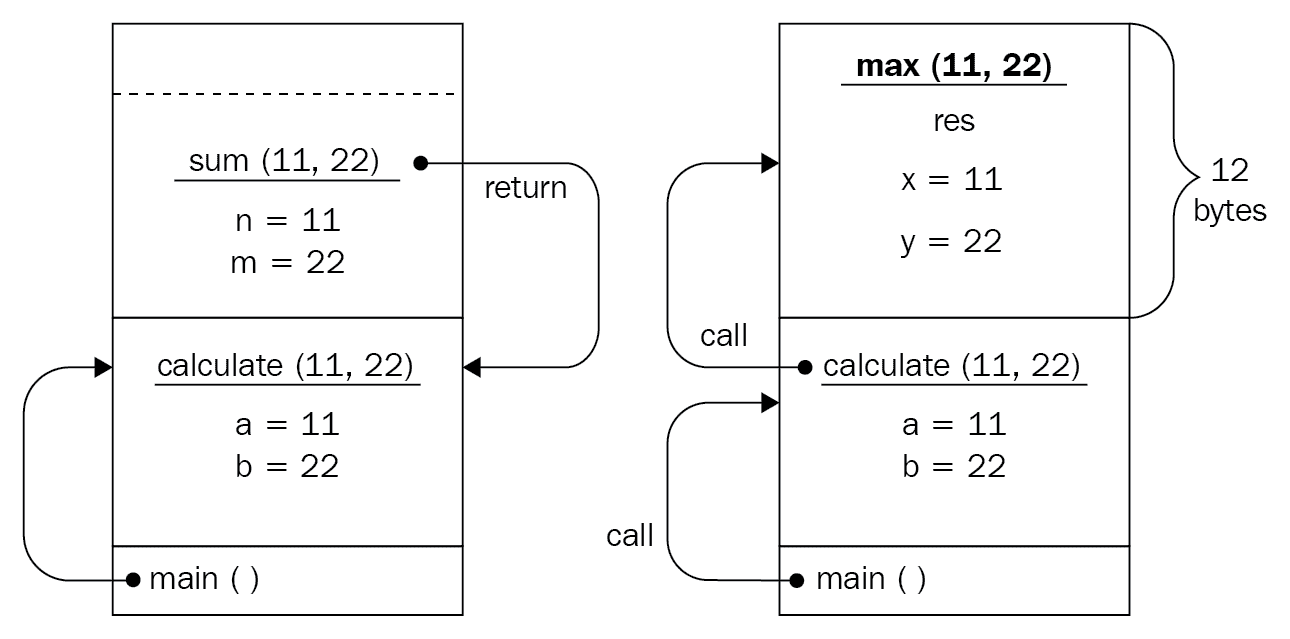 sum (11, 22)
return
n = 11
m = 22
calculate (11, 22)
a = 11
b = 22
main ( )
max (11, 22)
res
x = 11
y = 22
12
bytes
call
calculate (11, 22)
a = 11
b = 22
call
main ( )